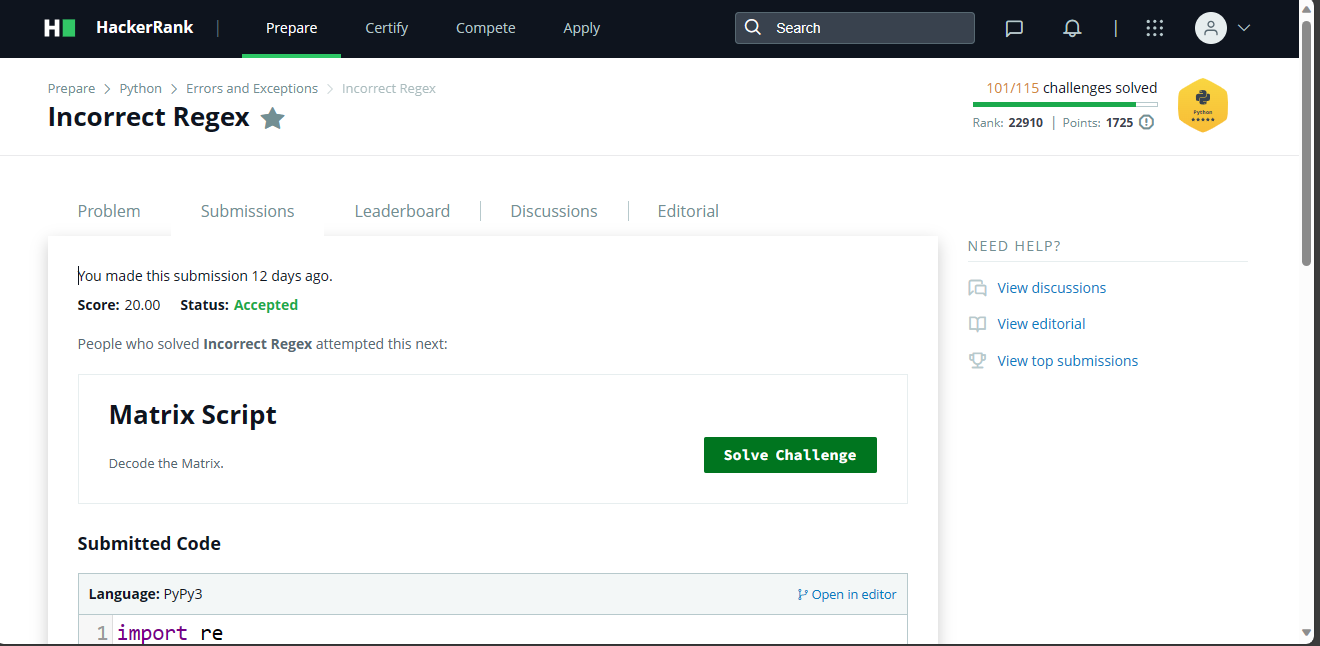 HackerRank | Prepare Certify Compete Apply Search |
Prepare > Python > Errors and Exceptions > Incorrect Regex
Incorrect Regex
101/115 challenges solved
Rank: 22910 | Points: 1725
Python
Problem Submissions Leaderboard Discussions Editorial
You made this submission 12 days ago.
Score: 20.00 Status: Accepted
People who solved Incorrect Regex attempted this next:
Matrix Script
Decode the Matrix.
Solve Challenge
Submitted Code
Language: PyPy3 Open in editor
1 import re
NEED HELP?
View discussions
View editorial
View top submissions